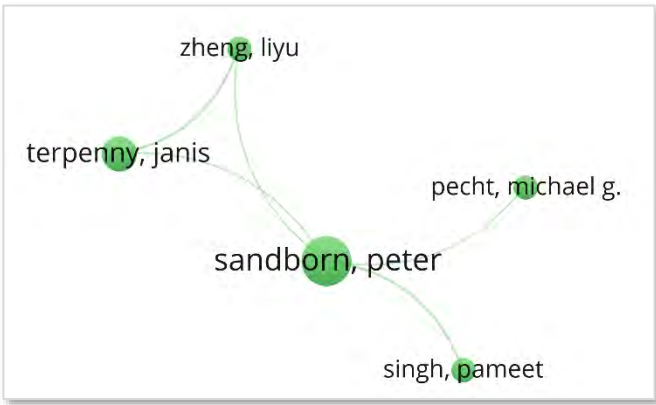 zheng, liyu
terpenny, janis
pecht, michael g.
sandborn, peter
singh, pameet